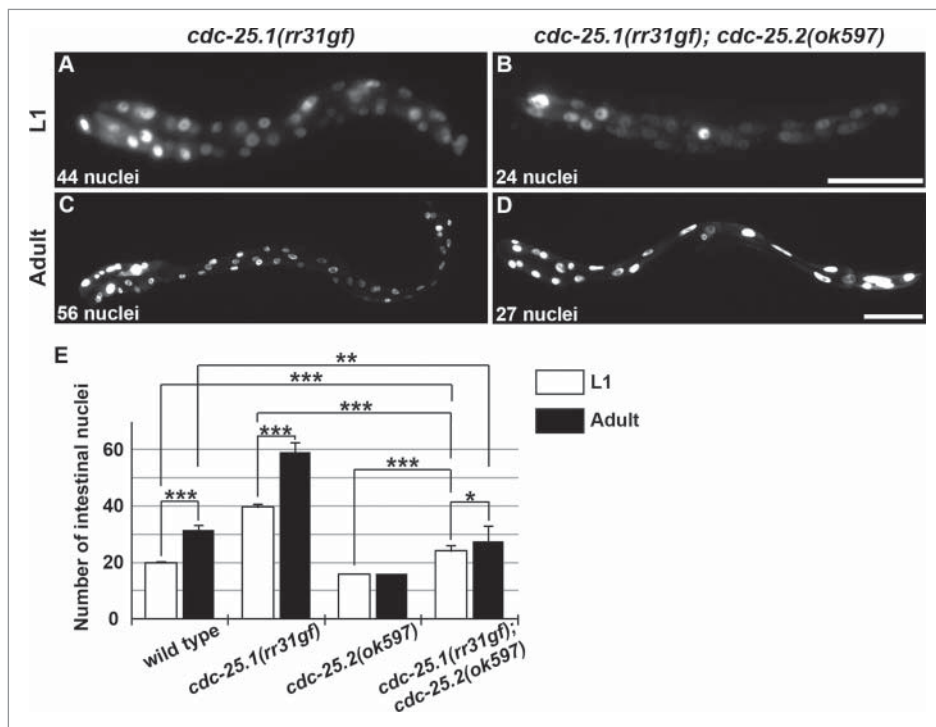 cdc-25.1(rr31gf)
cdc-25.1(rr31gf); cdc-25.2(ok597)
L1
A
44 nuclei
B
24 nuclei
Adult
C
56 nuclei
D
27 nuclei
E
Number of intestinal nuclei
60
40
20
0
**
***
***
***
***
***
*
L1
Adult
wild type
cdc-25.1(rr31gf)
cdc-25.2(ok597)
cdc-25.1(rr31gf);
cdc-25.2(ok597)